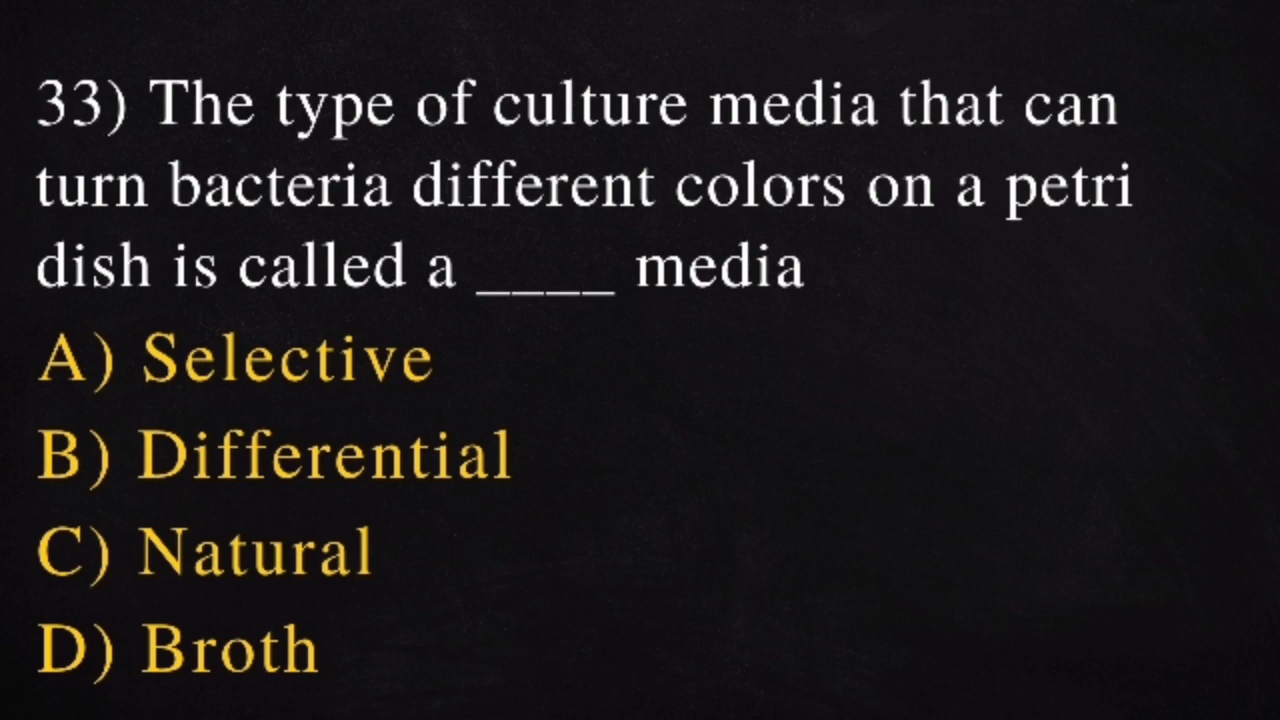 33) The type of culture media that can
turn bacteria different colors on a petri
dish is called a ____ media
A) Selective
B) Differential
C) Natural
D) Broth